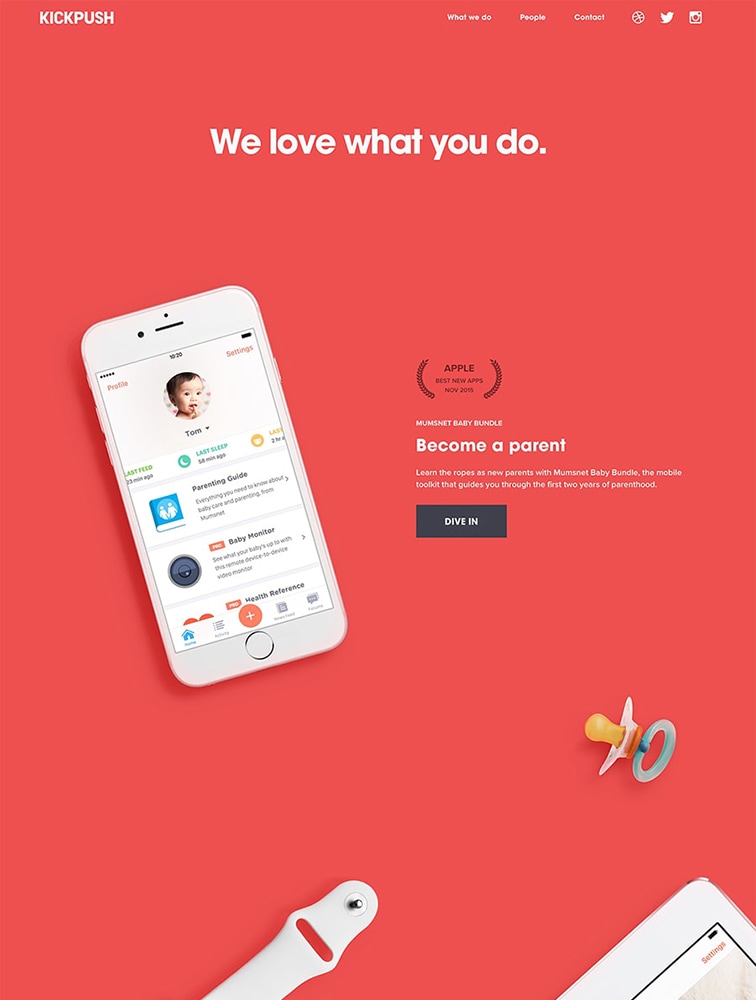 KICKPUSH
What we do
People
Contact
We love what you do.
10:20
Profile
Settings
Tom
LAST FEED
23 min ago
LAST SLEEP
58 min ago
LAST
2 hr
Parenting Guide
Everything you need to know about
baby care and parenting, from
Mumsnet
PRO Baby Monitor
See what your baby's up to with
this remote device-to-device
video monitor
PRO Health Reference
Home
Activity
News Feed
Forums
APPLE
BEST NEW APPS
NOV 2015
MUMSNET BABY BUNDLE
Become a parent
Learn the ropes as new parents with Mumsnet Baby Bundle, the mobile
toolkit that guides you through the first two years of parenthood.
DIVE IN
Settings